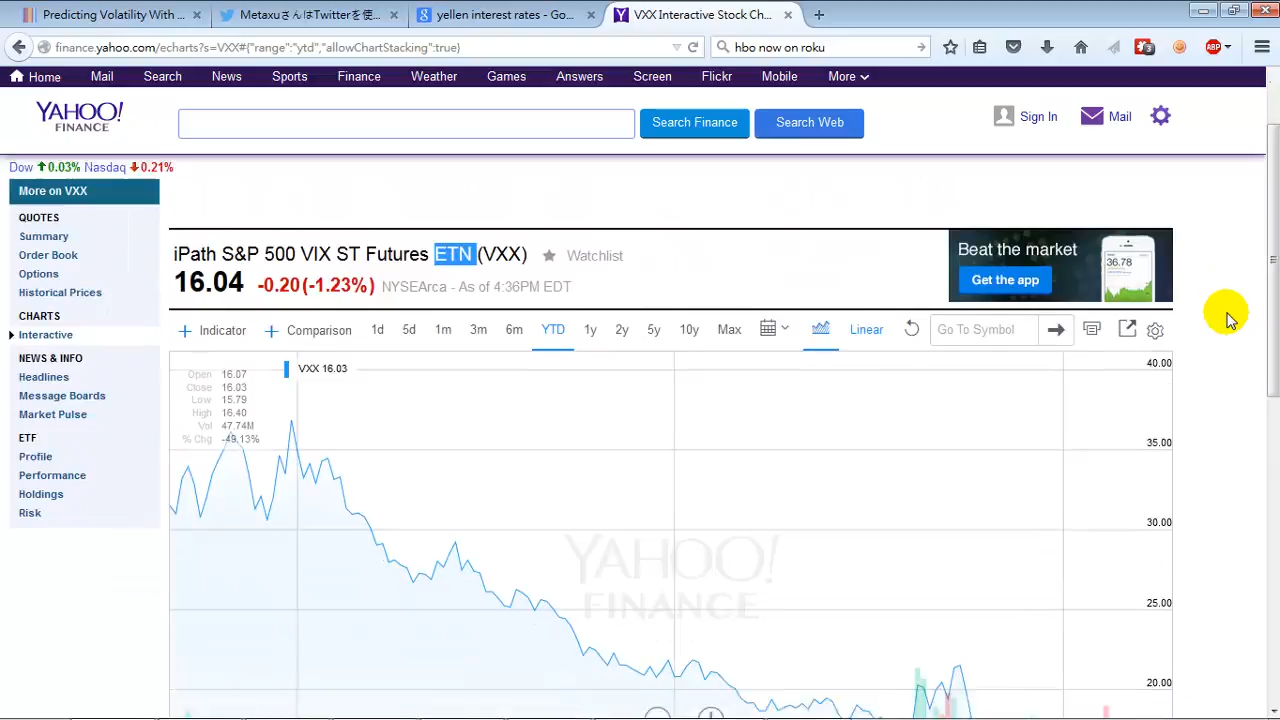 Predicting Volatility With ...
MetaxuさんはTwitterを使...
yellen interest rates - Go...
VXX Interactive Stock Ch...
finance.yahoo.com/echarts?s=VXX#{"range":"ytd","allowChartStacking":true}
hbo now on roku
3
ABP
Home Mail Search News Sports Finance Weather Games Answers Screen Flickr Mobile More
YAHOO!
FINANCE
Search Finance
Search Web
Sign In
Mail
Dow 0.03% Nasdaq 0.21%
More on VXX
QUOTES
Summary
Order Book
Options
Historical Prices
CHARTS
Interactive
NEWS & INFO
Headlines
Message Boards
Market Pulse
ETF
Profile
Performance
Holdings
Risk
iPath S&P 500 VIX ST Futures ETN (VXX)
Watchlist
16.04 -0.20 (-1.23%) NYSEArca - As of 4:36PM EDT
Beat the market
Get the app
36.78
Indicator Comparison 1d 5d 1m 3m 6m YTD 1y 2y 5y 10y Max Linear Go To Symbol
VXX 16.03
Open 16.07
Close 16.03
Low 15.79
High 16.40
Vol 47.74M
% Chg -49.13%
40.00
35.00
30.00
25.00
20.00
YAHOO!
FINANCE